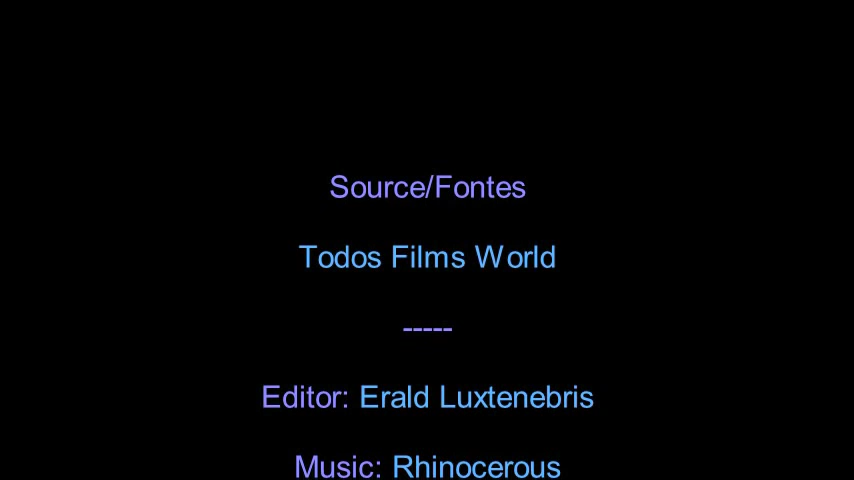 Source/Fontes
Todos Films World
-----
Editor: Erald Luxtenebris
Music: Rhinocerous